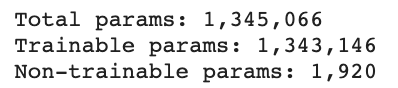 Total params: 1,345,066
Trainable params: 1,343,146
Non-trainable params: 1,920